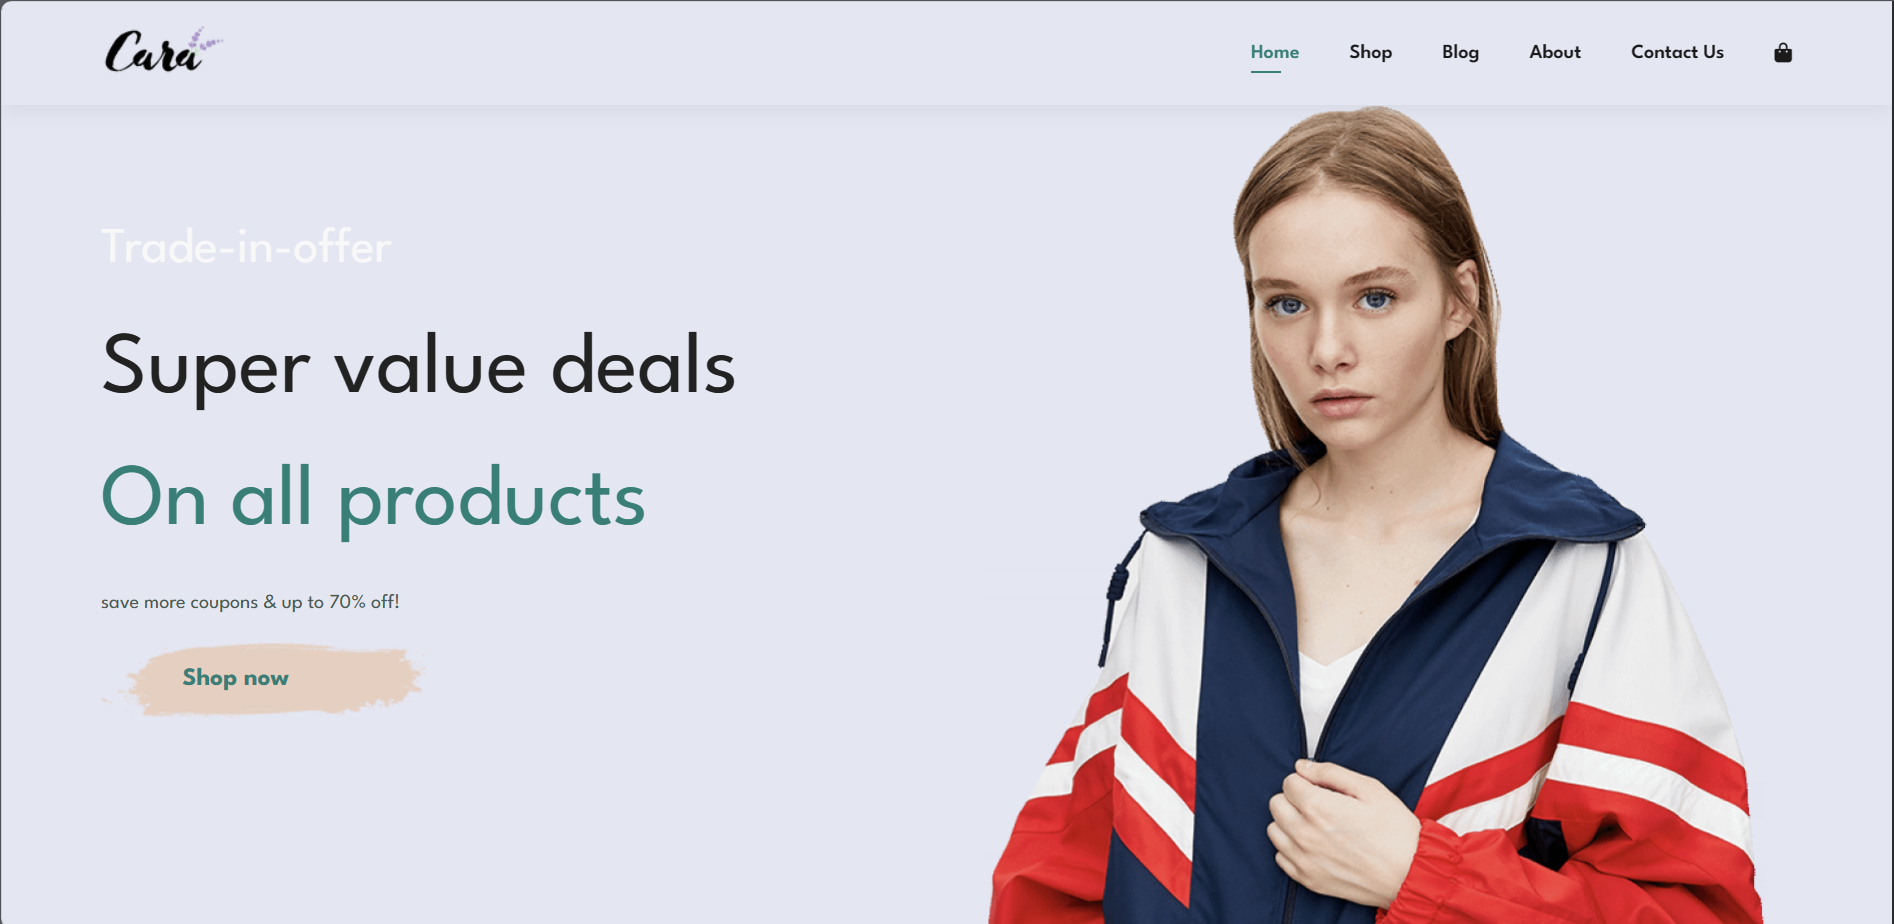 Cara
Home Shop Blog About Contact Us
Trade-in-offer
Super value deals
On all products
save more coupons & up to 70% off!
Shop now